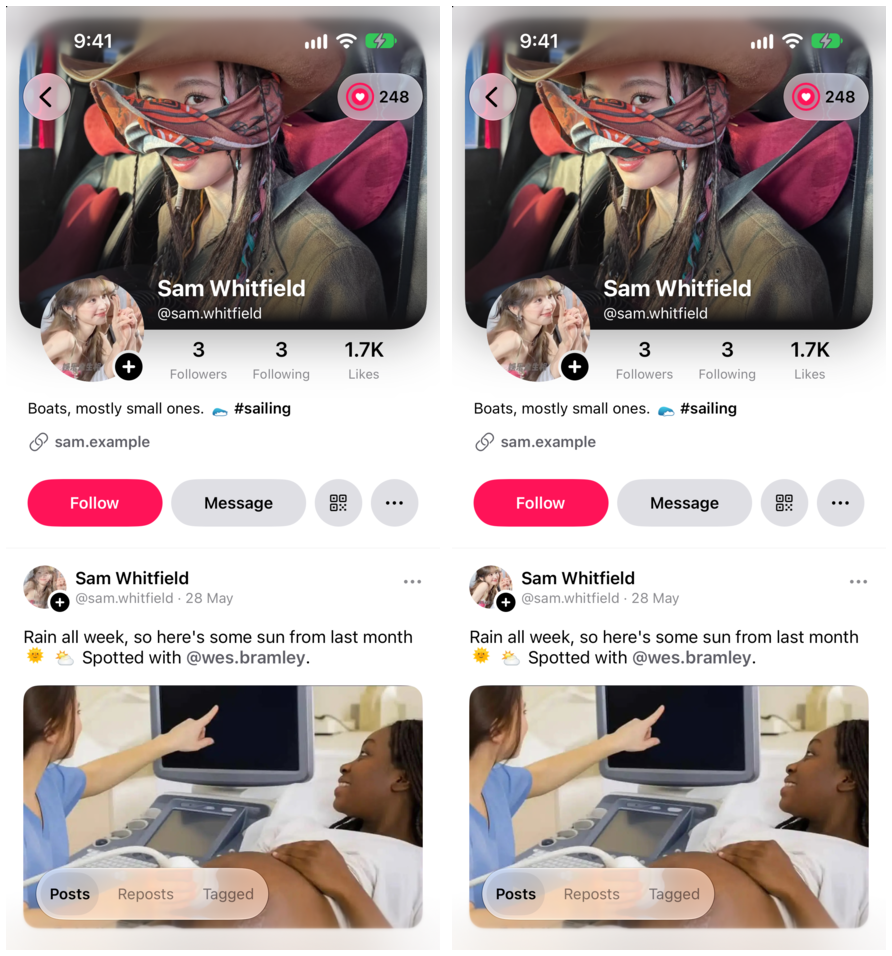 9:41
248
Sam Whitfield
@sam.whitfield
3
3
1.7K
Followers
Following
Likes
Boats, mostly small ones. #sailing
sam.example
Follow
Message
Sam Whitfield
@sam.whitfield · 28 May
Rain all week, so here's some sun from last month
Spotted with @wes.bramley.
Posts
Reposts
Tagged
9:41
248
Sam Whitfield
@sam.whitfield
3
3
1.7K
Followers
Following
Likes
Boats, mostly small ones. #sailing
sam.example
Follow
Message
Sam Whitfield
@sam.whitfield · 28 May
Rain all week, so here's some sun from last month
Spotted with @wes.bramley.
Posts
Reposts
Tagged